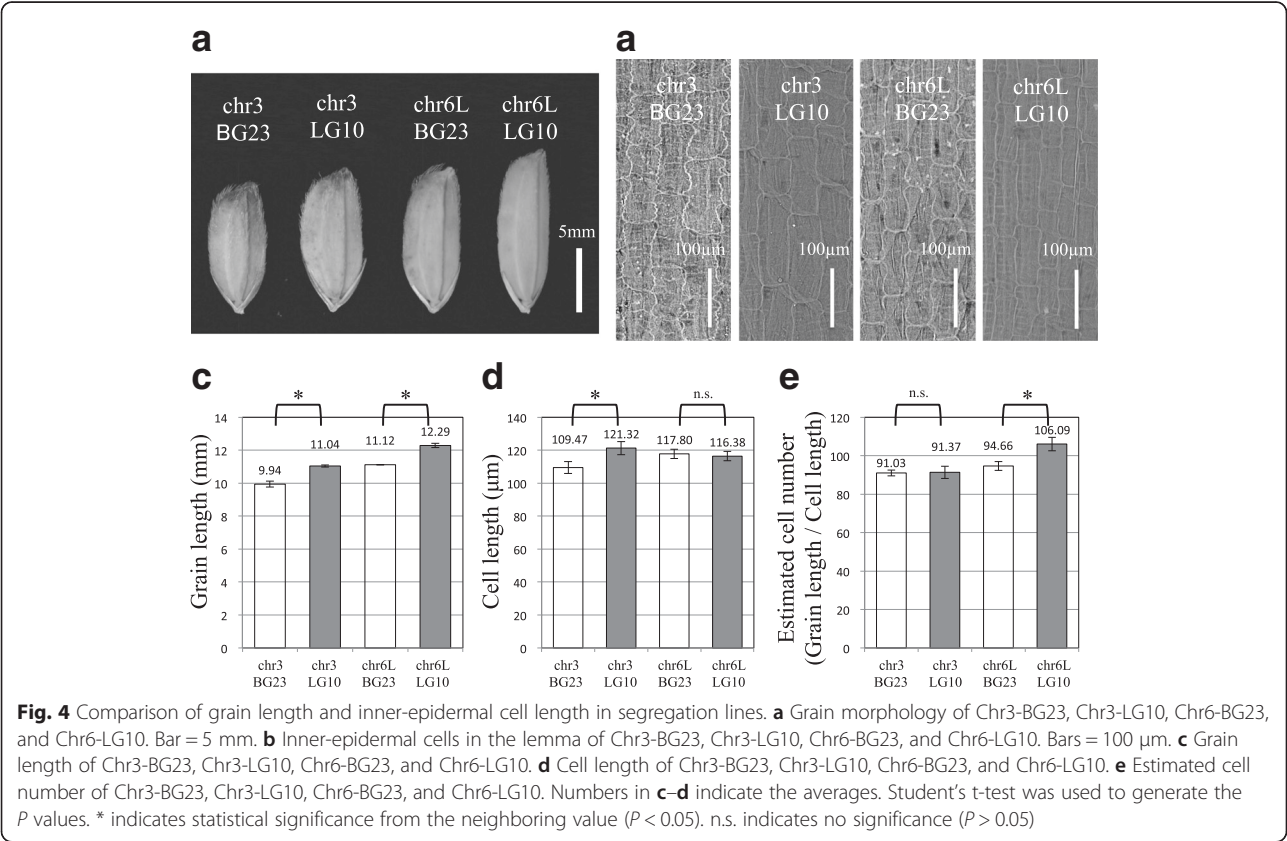 a
chr3 BG23
chr3 LG10
chr6L BG23
chr6L LG10
5mm
a
chr3 BG23
chr3 LG10
chr6L BG23
chr6L LG10
100µm
100µm
100µm
100µm
c
Grain length (mm)
14
12
10
8
6
4
2
0
*
*
9.94
11.04
11.12
12.29
chr3 BG23
chr3 LG10
chr6L BG23
chr6L LG10
d
Cell length (µm)
140
120
100
80
60
40
20
0
*
n.s.
109.47
121.32
117.80
116.38
chr3 BG23
chr3 LG10
chr6L BG23
chr6L LG10
e
Estimated cell number
(Grain length / Cell length)
120
100
80
60
40
20
0
n.s.
*
91.03
91.37
94.66
106.09
chr3 BG23
chr3 LG10
chr6L BG23
chr6L LG10
Fig. 4 Comparison of grain length and inner-epidermal cell length in segregation lines. a Grain morphology of Chr3-BG23, Chr3-LG10, Chr6-BG23,
and Chr6-LG10. Bar = 5 mm. b Inner-epidermal cells in the lemma of Chr3-BG23, Chr3-LG10, Chr6-BG23, and Chr6-LG10. Bars = 100 µm. c Grain
length of Chr3-BG23, Chr3-LG10, Chr6-BG23, and Chr6-LG10. d Cell length of Chr3-BG23, Chr3-LG10, Chr6-BG23, and Chr6-LG10. e Estimated cell
number of Chr3-BG23, Chr3-LG10, Chr6-BG23, and Chr6-LG10. Numbers in c–d indicate the averages. Student's t-test was used to generate the
P values. * indicates statistical significance from the neighboring value (P < 0.05). n.s. indicates no significance (P > 0.05)